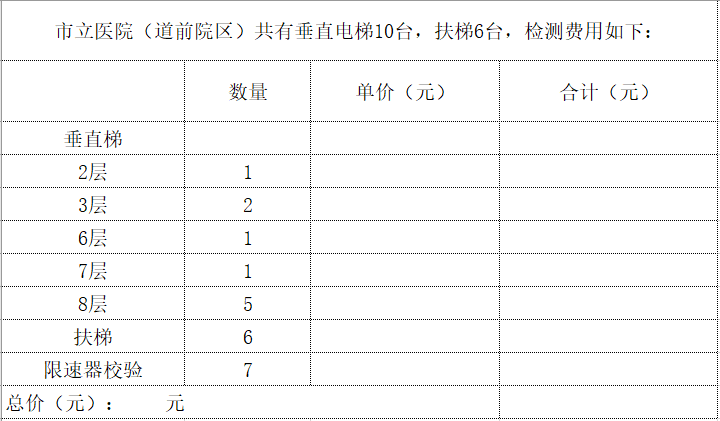 市立医院（道前院区）共有垂直电梯10台，扶梯6台，检测费用如下：
数量 单价（元） 合计（元）
垂直梯
2层 1
3层 2
6层 1
7层 1
8层 5
扶梯 6
限速器校验 7
总价（元）： 元